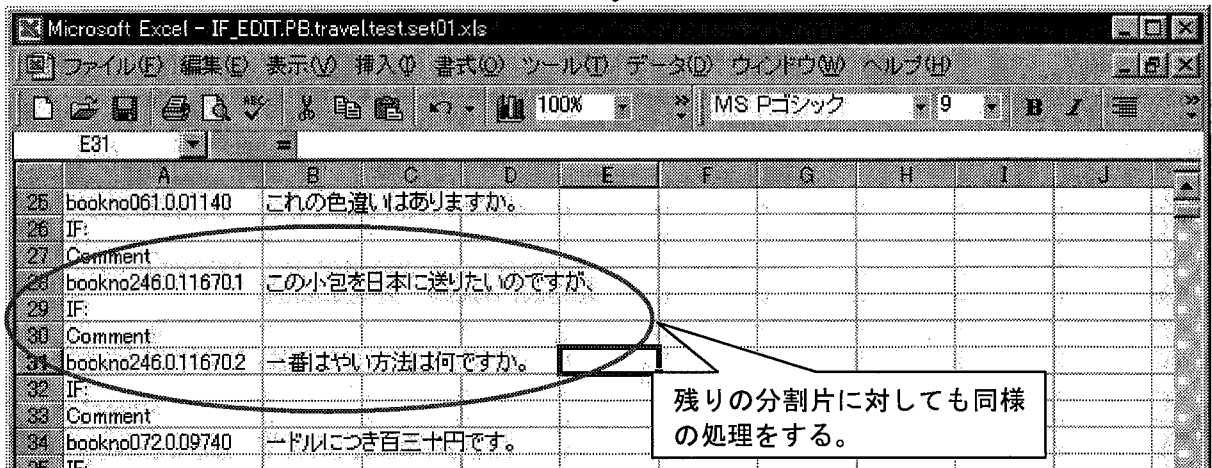 Microsoft Excel - IF_EDIT.PB.travel.test.set01.xls
ファイル(F) 編集(E) 表示(V) 挿入(I) 書式(O) ツール(T) データ(D) ウィンドウ(W) ヘルプ(H)
100% MS Pゴシック 9 B I
E31 =
A B C D E F G H I J
25 bookno061.0.01140 これの色違いはありますか。
26 IF:
27 Comment
28 bookno246.0.11670.1 この小包を日本に送りたいのですが、
29 IF:
30 Comment
31 bookno246.0.11670.2 一番はやい方法は何ですか。
32 IF:
33 Comment
34 bookno072.0.09740 一ドルにつき百三十円です。
35 IF:
残りの分割片に対しても同様
の処理をする。